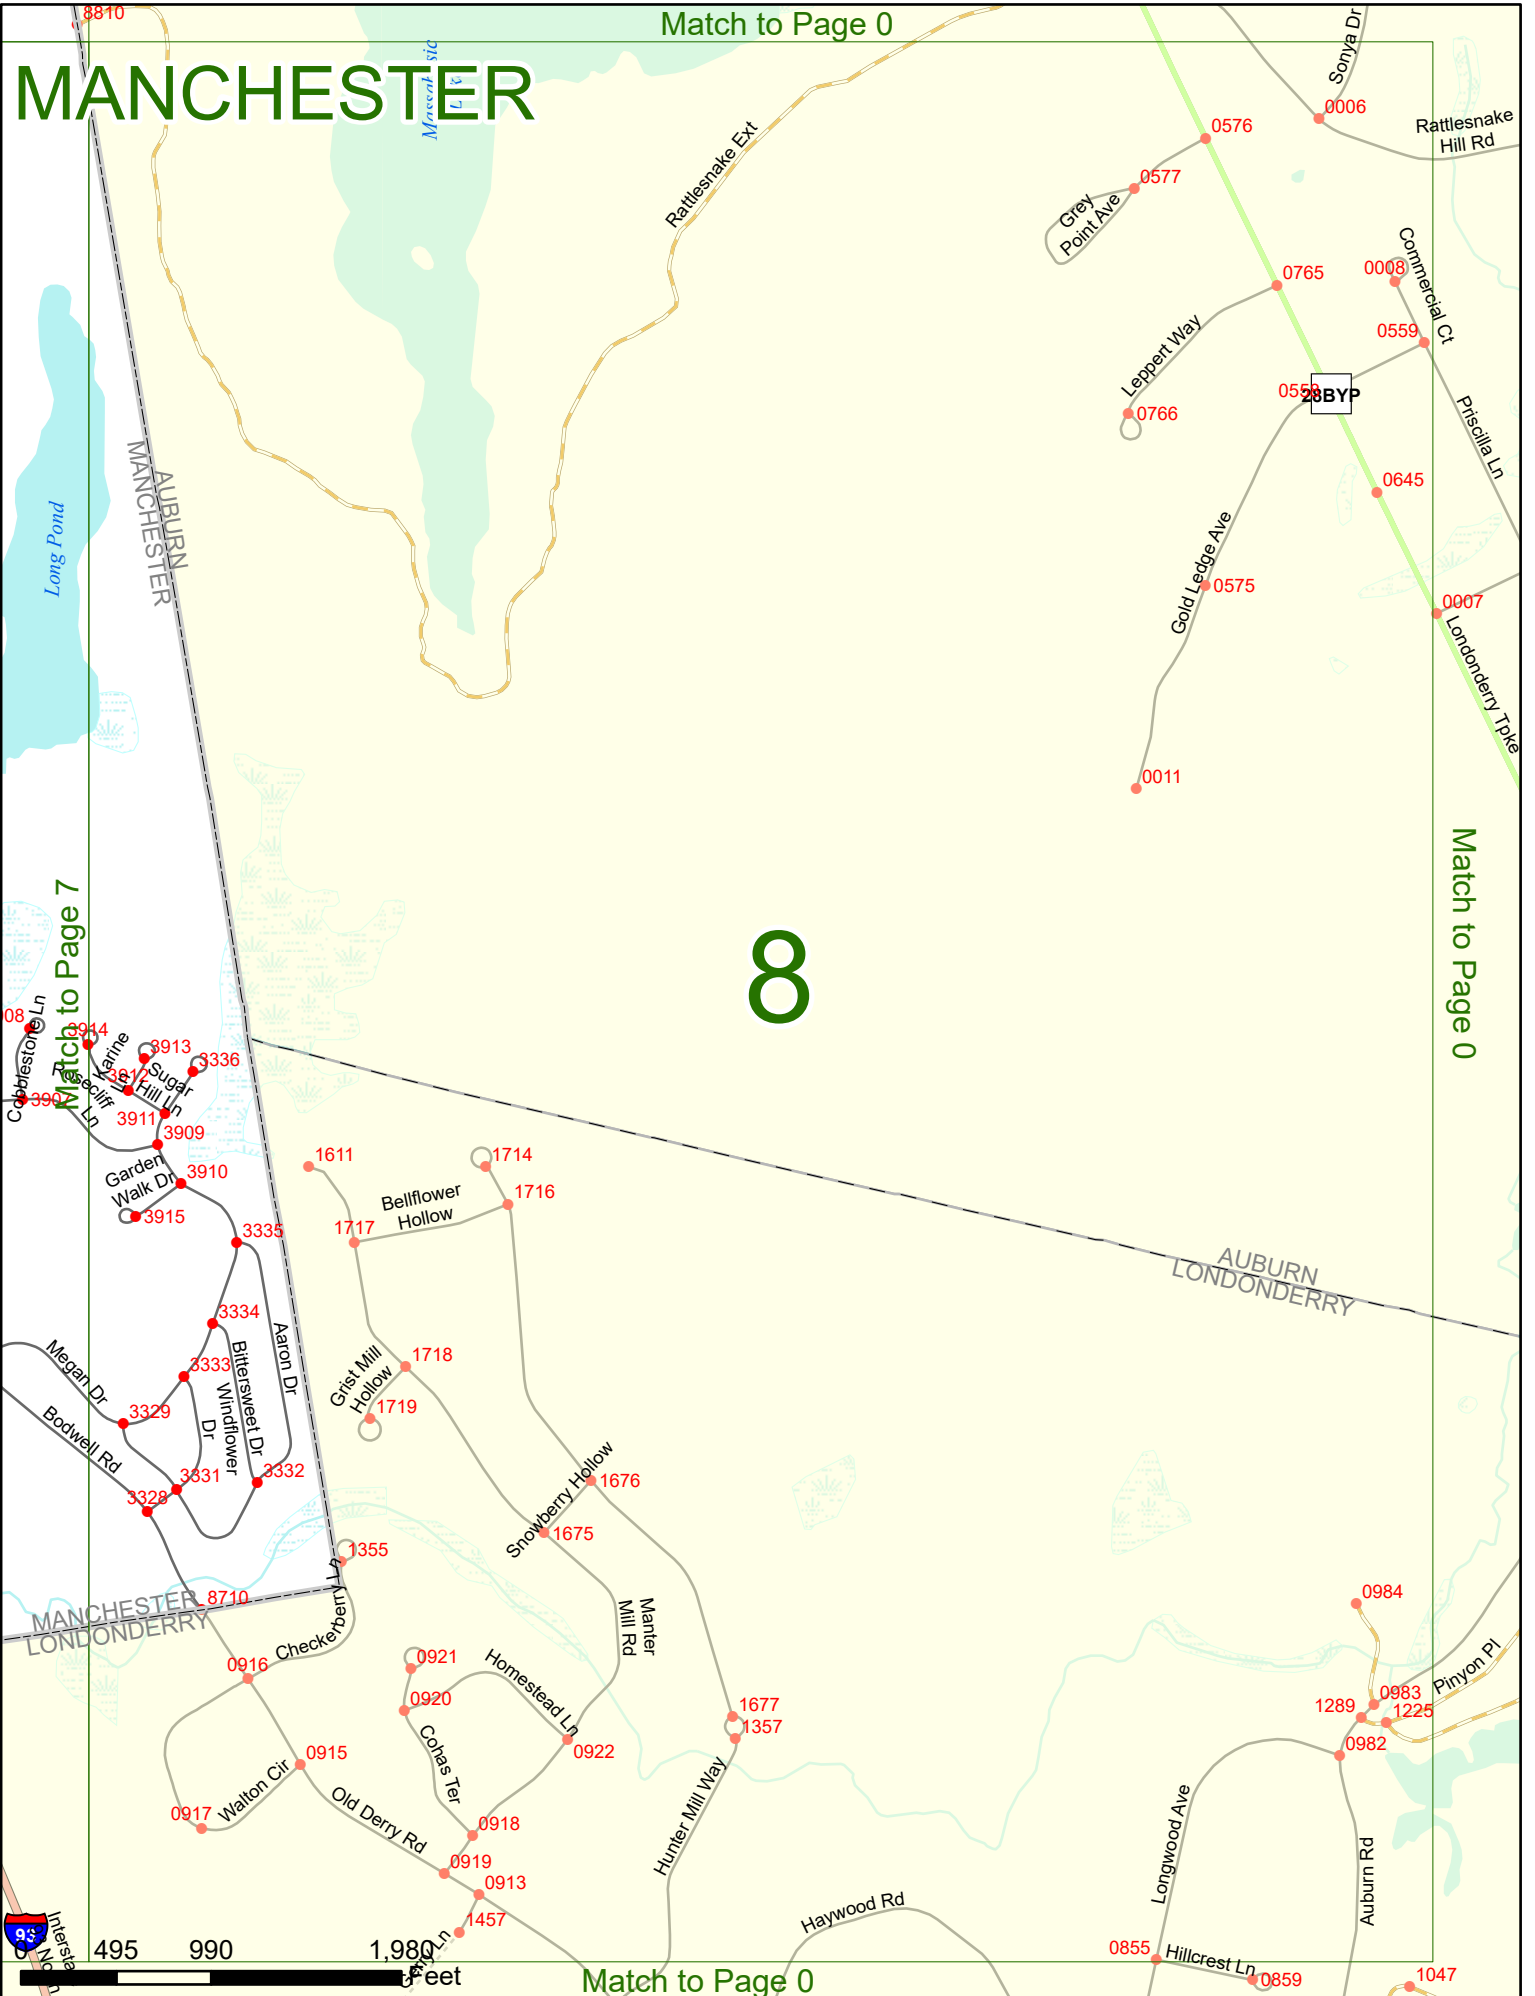 8810
Match to Page 0
MANCHESTER
Sonya Dr
0006
Rattlesnake
Hill Rd
0576
0577
Grey
Point Ave
Rattlesnake Ext
Commercial Ct
0008
0765
0559
Leppert Way
28BYP
0766
Priscilla Ln
AUBURN
MANCHESTER
Long Pond
0645
Gold Ledge Ave
0575
0007
Londonderry Tpke
0011
Match to Page 7
Match to Page 0
8
Cobblestone Ln
3914
Karine
3913
3336
3912
Sugar
Hill Ln
Rosecliff
Ln
3907
3911
3909
Garden
Walk Dr
3910
3915
1611
1714
Bellflower
Hollow
1716
1717
3335
AUBURN
LONDONDERRY
3334
Aaron Dr
Bittersweet Dr
Windflower
Dr
3333
Megan Dr
3329
Bodwell Rd
Grist Mill
Hollow
1718
1719
3331
3332
3328
Snowberry Hollow
1676
1675
1355
8710
MANCHESTER
LONDONDERRY
Checkerberry Ln
Manter
Mill Rd
0984
0916
0921
Homestead Ln
0920
Cohas Ter
0922
1677
1357
Pinyon Pl
0983
1289
1225
0982
0915
Walton Cir
0917
Old Derry Rd
0918
0919
0913
1457
Hunter Mill Way
Longwood Ave
Auburn Rd
Haywood Rd
0855
Hillcrest Ln
0859
1047
93
0
495
990
1,980
Feet
Match to Page 0